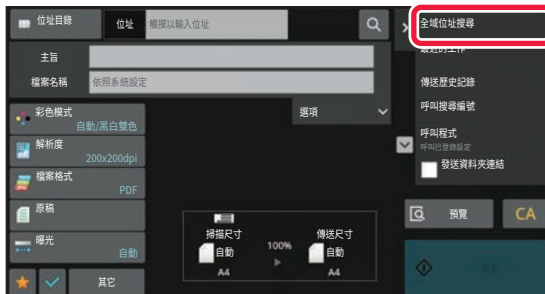 位址目錄
位址
觸摸以輸入位址
全域位址搜尋
最近的工作
主旨
檔案名稱
依照系統設定
傳送歷史記錄
呼叫搜尋編號
選項
彩色模式
自動/黑白雙色
呼叫程式
呼叫已登錄設定
解析度
200x200dpi
發送資料夾連結
檔案格式
PDF
原稿
預覽
CA
掃描尺寸
自動
A4
100%
傳送尺寸
自動
A4
曝光
自動
其它